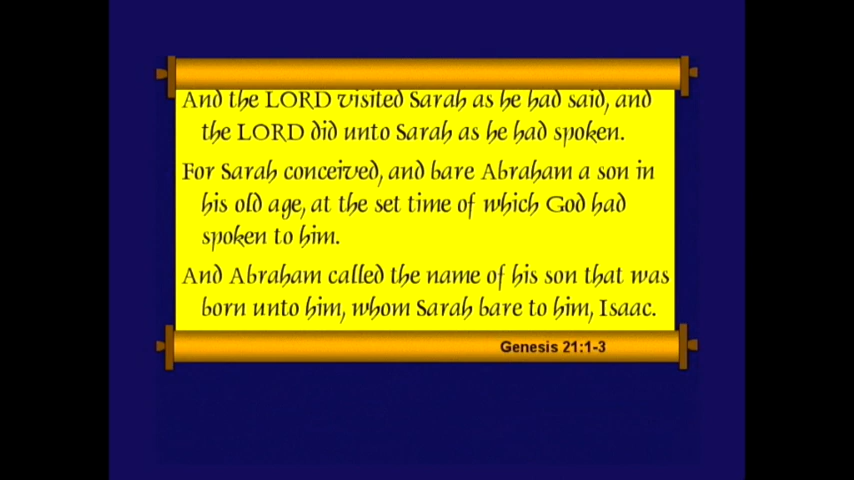 And the LORD visited Sarah as he had said, and
the LORD did unto Sarah as he had spoken.
For Sarah conceived, and bare Abraham a son in
his old age, at the set time of which God had
spoken to him.
And Abraham called the name of his son that was
born unto him, whom Sarah bare to him, Isaac.
Genesis 21:1-3